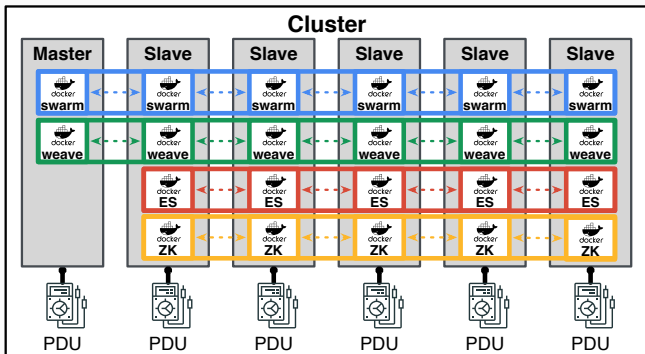 Cluster
Master Slave Slave Slave Slave Slave
docker docker docker docker docker docker
swarm swarm swarm swarm swarm swarm
docker docker docker docker docker docker
weave weave weave weave weave weave
docker docker docker docker docker
ES ES ES ES ES
docker docker docker docker docker
ZK ZK ZK ZK ZK
PDU PDU PDU PDU PDU PDU